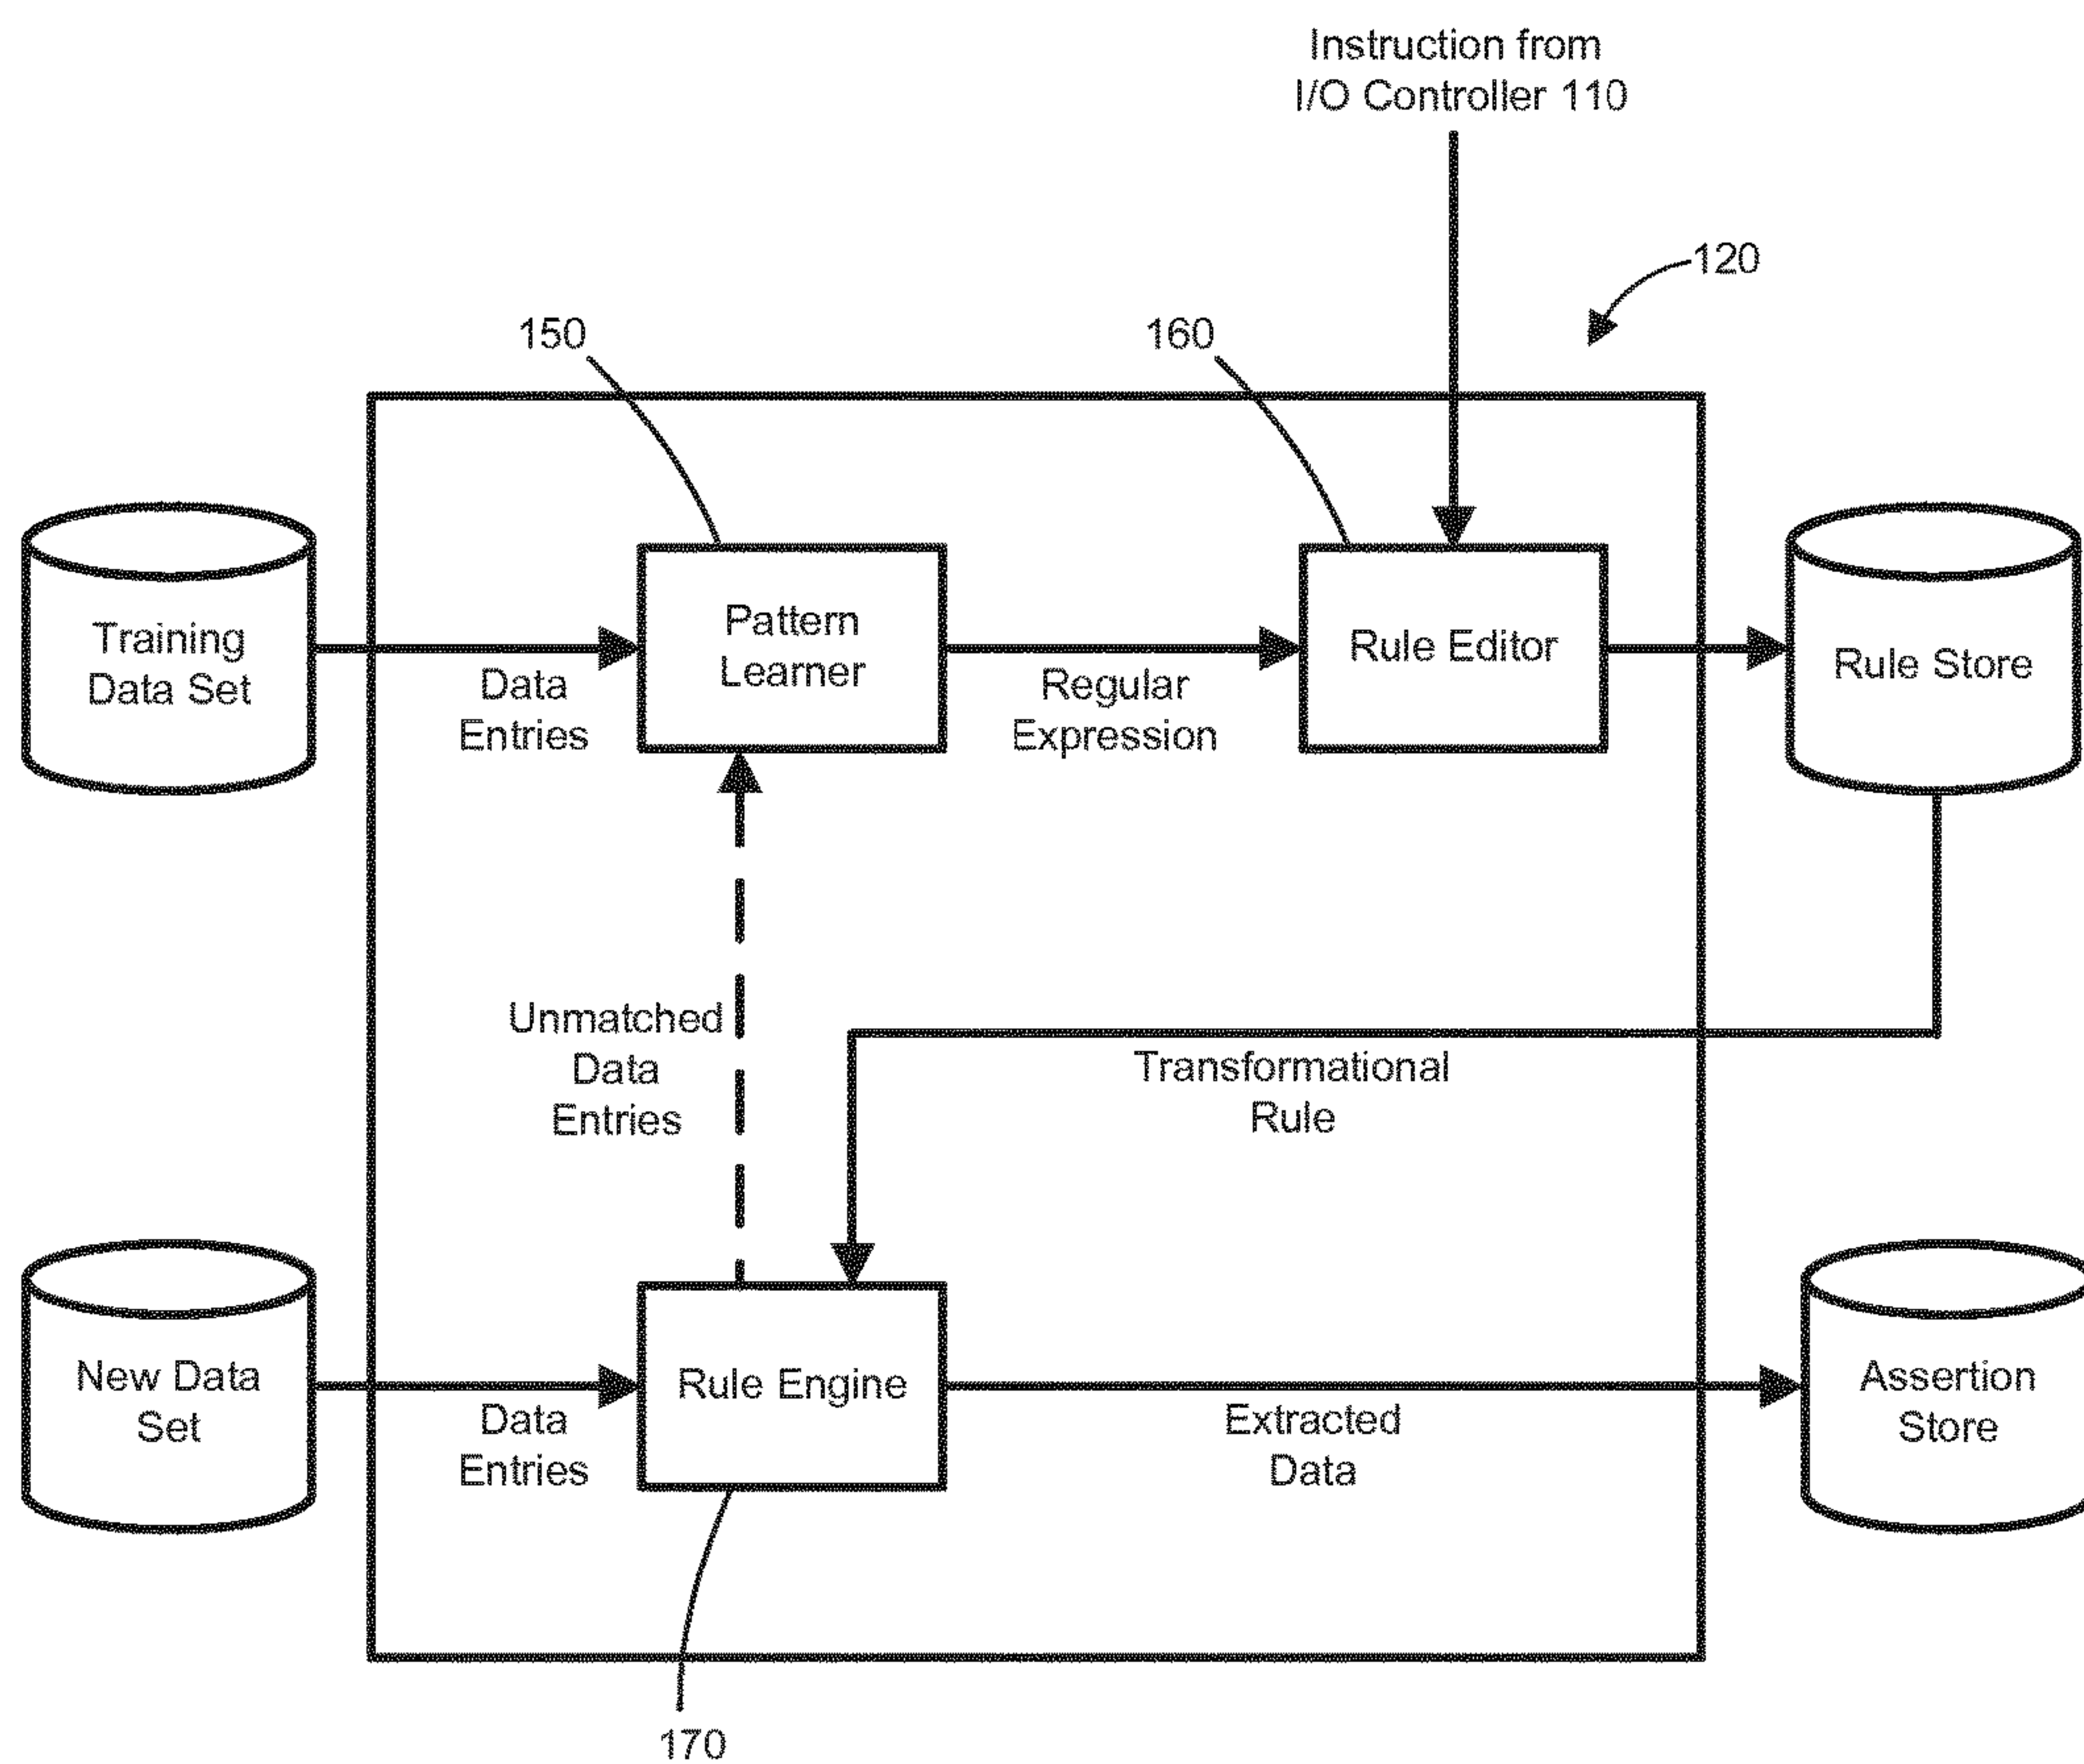 Instruction from
I/O Controller 110
120
150
160
Training
Data Set
Data
Entries
Pattern
Learner
Regular
Expression
Rule Editor
Rule Store
Unmatched
Data
Entries
Transformational
Rule
New Data
Set
Data
Entries
Rule Engine
Extracted
Data
Assertion
Store
170